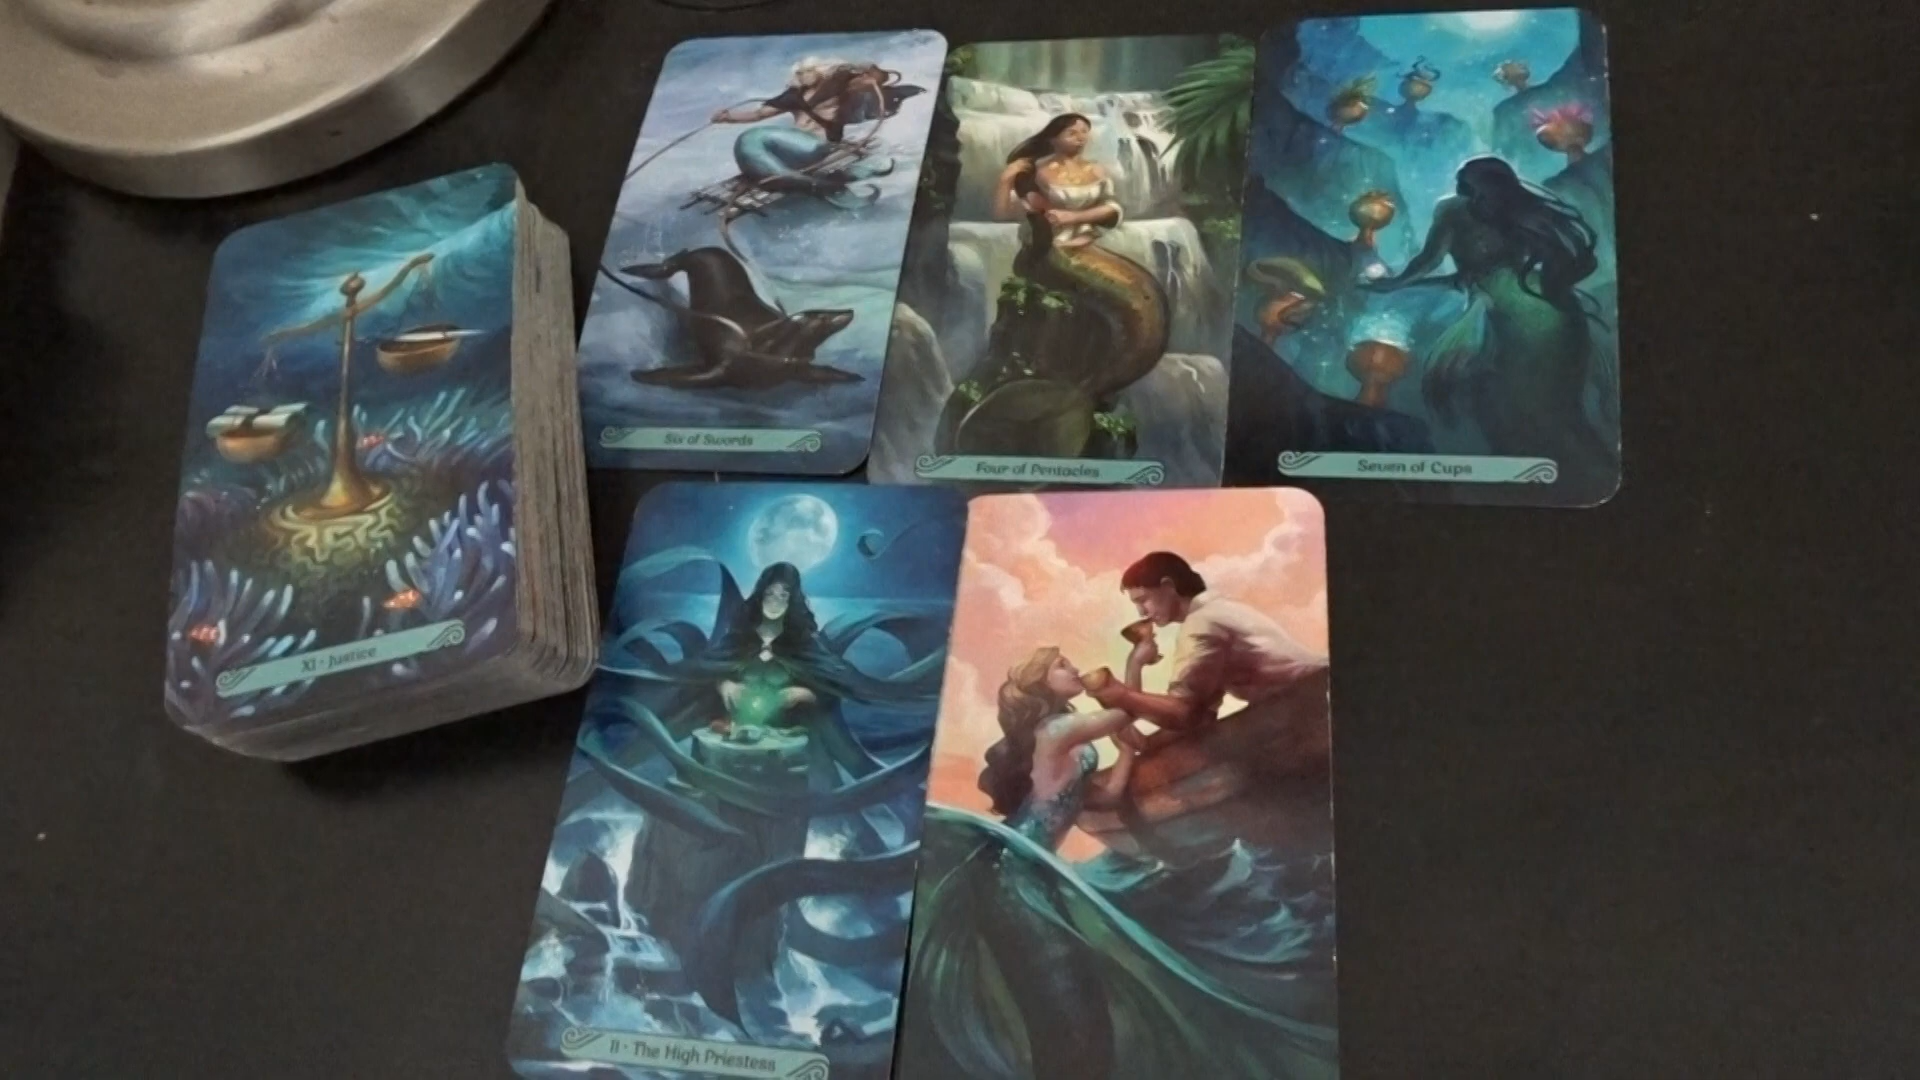 Six of Swords
Four of Pentacles
Seven of Cups
XI · Justice
II · The High Priestess